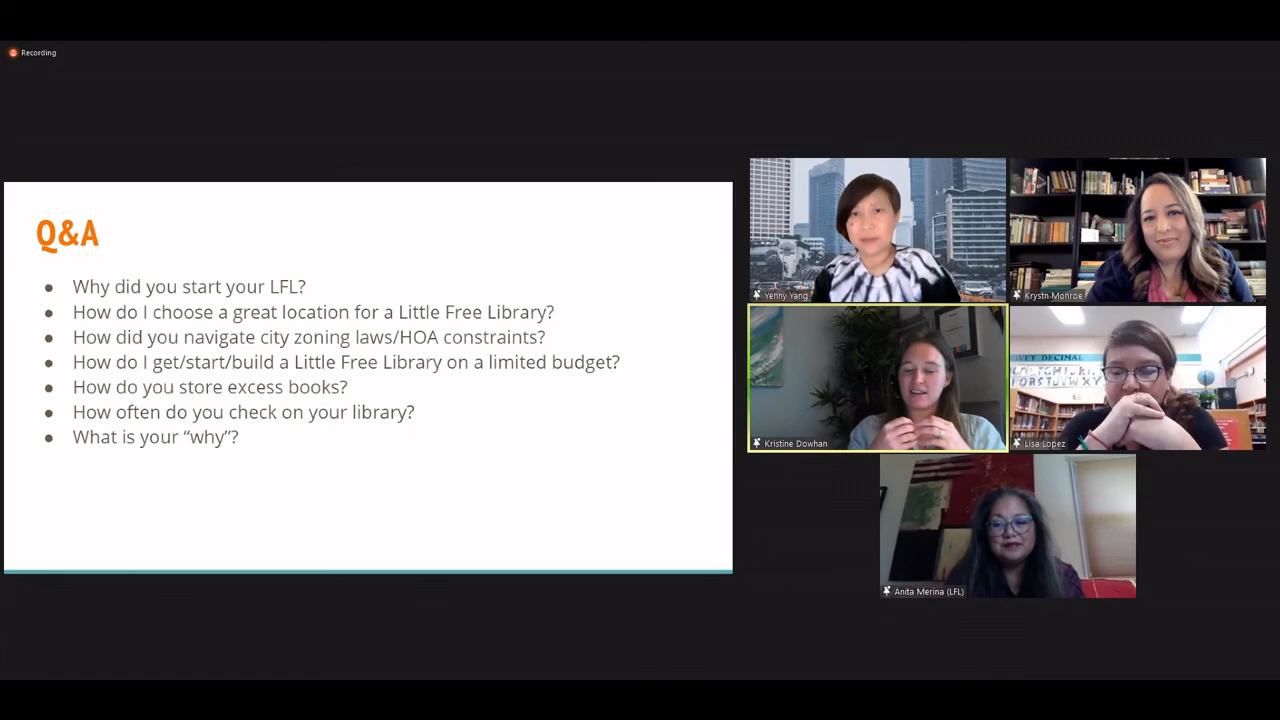 Recording
Q&A
Why did you start your LFL?
How do I choose a great location for a Little Free Library?
How did you navigate city zoning laws/HOA constraints?
How do I get/start/build a Little Free Library on a limited budget?
How do you store excess books?
How often do you check on your library?
What is your “why”?
Yenny Yang
Krystn Monroe
Kristine Dowhan
EWEY DECIMAL
Lisa Lopez
Anita Merina (LFL)